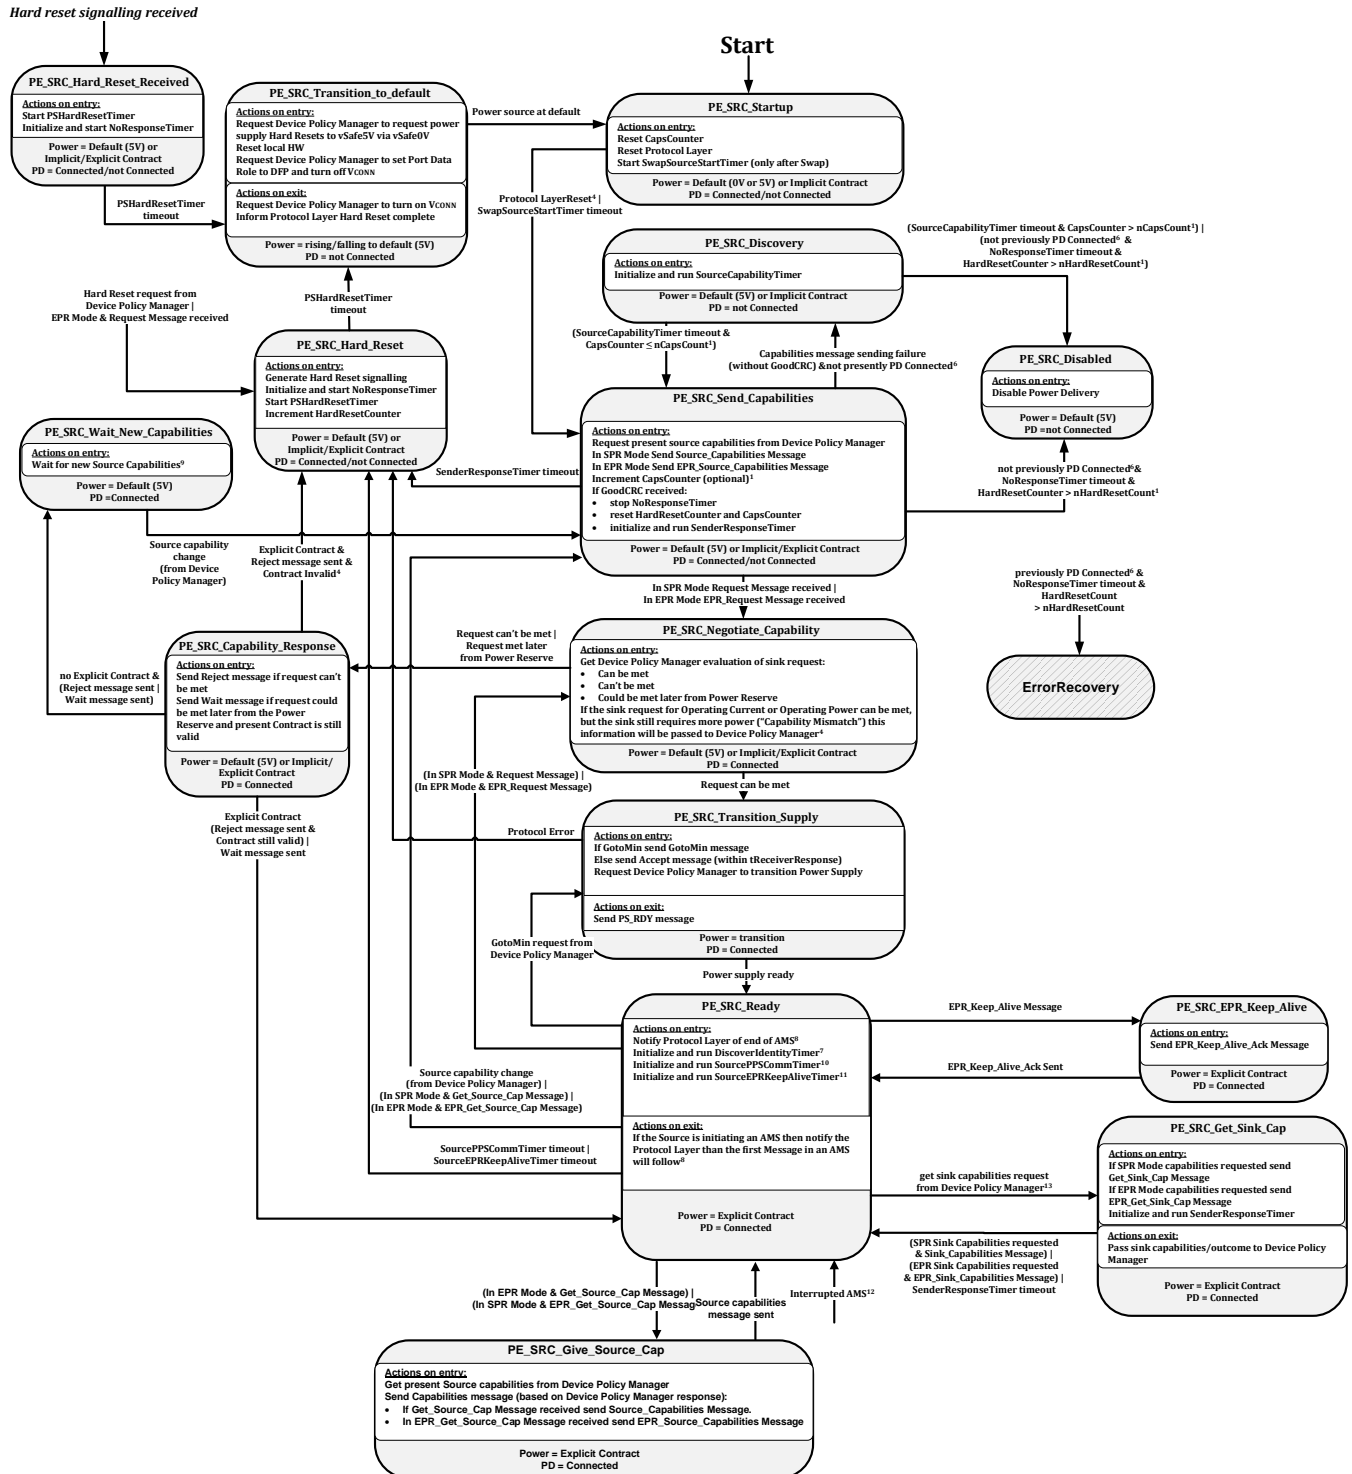 Hard reset signalling received
Start
PE_SRC_Hard_Reset_Received
Actions on entry:
Start PSHardResetTimer
Initialize and start NoResponseTimer
Power = Default (5V) or
Implicit/Explicit Contract
PD = Connected/not Connected
PSHardResetTimer
timeout
PE_SRC_Transition_to_default
Actions on entry:
Request Device Policy Manager to request power
supply Hard Resets to vSafe5V via vSafe0V
Reset local HW
Request Device Policy Manager to set Port Data
Role to DFP and turn off VCONN
Actions on exit:
Request Device Policy Manager to turn on VCONN
Inform Protocol Layer Hard Reset complete
Power = rising/falling to default (5V)
PD = not Connected
Power source at default
PE_SRC_Startup
Actions on entry:
Reset CapsCounter
Reset Protocol Layer
Start SwapSourceStartTimer (only after Swap)
Power = Default (0V or 5V) or Implicit Contract
PD = Connected/not Connected
Protocol LayerReset⁴ |
SwapSourceStartTimer timeout
PE_SRC_Discovery
Actions on entry:
Initialize and run SourceCapabilityTimer
Power = Default (5V) or Implicit Contract
PD = not Connected
(SourceCapabilityTimer timeout & CapsCounter > nCapsCount¹) |
(not previously PD Connected⁶ &
NoResponseTimer timeout &
HardResetCounter > nHardResetCount¹)
Hard Reset request from
Device Policy Manager |
EPR Mode & Request Message received
PSHardResetTimer
timeout
PE_SRC_Hard_Reset
Actions on entry:
Generate Hard Reset signalling
Initialize and start NoResponseTimer
Start PSHardResetTimer
Increment HardResetCounter
Power = Default (5V) or
Implicit/Explicit Contract
PD = Connected/not Connected
(SourceCapabilityTimer timeout &
CapsCounter ≤ nCapsCount¹)
Capabilities message sending failure
(without GoodCRC) &not presently PD Connected⁶
PE_SRC_Disabled
Actions on entry:
Disable Power Delivery
Power = Default (5V)
PD =not Connected
PE_SRC_Wait_New_Capabilities
Actions on entry:
Wait for new Source Capabilities⁹
Power = Default (5V)
PD =Connected
SenderResponseTimer timeout
PE_SRC_Send_Capabilities
Actions on entry:
Request present source capabilities from Device Policy Manager
In SPR Mode Send Source_Capabilities Message
In EPR Mode Send EPR_Source_Capabilities Message
Increment CapsCounter (optional)¹
If GoodCRC received:
• stop NoResponseTimer
• reset HardResetCounter and CapsCounter
• initialize and run SenderResponseTimer
Power = Default (5V) or Implicit/Explicit Contract
PD = Connected/not Connected
not previously PD Connected⁶&
NoResponseTimer timeout &
HardResetCounter > nHardResetCount¹
Source capability
change
(from Device
Policy Manager)
Explicit Contract &
Reject message sent &
Contract Invalid⁴
In SPR Mode Request Message received |
In EPR Mode EPR_Request Message received
previously PD Connected⁶ &
NoResponseTimer timeout &
HardResetCount
> nHardResetCount
ErrorRecovery
PE_SRC_Capability_Response
Actions on entry:
Send Reject message if request can't
be met
Send Wait message if request could
be met later from the Power
Reserve and present Contract is still
valid
Power = Default (5V) or Implicit/
Explicit Contract
PD = Connected
no Explicit Contract &
(Reject message sent |
Wait message sent)
Request can't be met |
Request met later
from Power Reserve
PE_SRC_Negotiate_Capability
Actions on entry:
Get Device Policy Manager evaluation of sink request:
• Can be met
• Can't be met
• Could be met later from Power Reserve
If the sink request for Operating Current or Operating Power can be met,
but the sink still requires more power ("Capability Mismatch") this
information will be passed to Device Policy Manager⁴
Power = Default (5V) or Implicit/Explicit Contract
PD = Connected
(In SPR Mode & Request Message) |
(In EPR Mode & EPR_Request Message)
Request can be met
Explicit Contract
(Reject message sent &
Contract still valid) |
Wait message sent
Protocol Error
PE_SRC_Transition_Supply
Actions on entry:
If GotoMin send GotoMin message
Else send Accept message (within tReceiverResponse)
Request Device Policy Manager to transition Power Supply
Actions on exit:
Send PS_RDY message
Power = transition
PD = Connected
GotoMin request from
Device Policy Manager
Power supply ready
PE_SRC_Ready
Actions on entry:
Notify Protocol Layer of end of AMS⁸
Initialize and run DiscoverIdentityTimer⁷
Initialize and run SourcePPSCommTimer¹⁰
Initialize and run SourceEPRKeepAliveTimer¹¹
Actions on exit:
If the Source is initiating an AMS then notify the
Protocol Layer than the first Message in an AMS
will follow⁸
Power = Explicit Contract
PD = Connected
EPR_Keep_Alive Message
EPR_Keep_Alive_Ack Sent
PE_SRC_EPR_Keep_Alive
Actions on entry:
Send EPR_Keep_Alive_Ack Message
Power = Explicit Contract
PD = Connected
Source capability change
(from Device Policy Manager) |
(In SPR Mode & Get_Source_Cap Message) |
(In EPR Mode & EPR_Get_Source_Cap Message)
SourcePPSCommTimer timeout |
SourceEPRKeepAliveTimer timeout
get sink capabilities request
from Device Policy Manager¹³
PE_SRC_Get_Sink_Cap
Actions on entry:
If SPR Mode capabilities requested send
Get_Sink_Cap Message
If EPR Mode capabilities requested send
EPR_Get_Sink_Cap Message
Initialize and run SenderResponseTimer
Actions on exit:
Pass sink capabilities/outcome to Device Policy
Manager
Power = Explicit Contract
PD = Connected
(SPR Sink Capabilities requested
& Sink_Capabilities Message) |
(EPR Sink Capabilities requested
& EPR_Sink_Capabilities Message) |
SenderResponseTimer timeout
(In EPR Mode & Get_Source_Cap Message) |
(In SPR Mode & EPR_Get_Source_Cap Messag
Source capabilities
message sent
Interrupted AMS¹²
PE_SRC_Give_Source_Cap
Actions on entry:
Get present Source capabilities from Device Policy Manager
Send Capabilities message (based on Device Policy Manager response):
• If Get_Source_Cap Message received send Source_Capabilities Message.
• In EPR_Get_Source_Cap Message received send EPR_Source_Capabilities Message
Power = Explicit Contract
PD = Connected